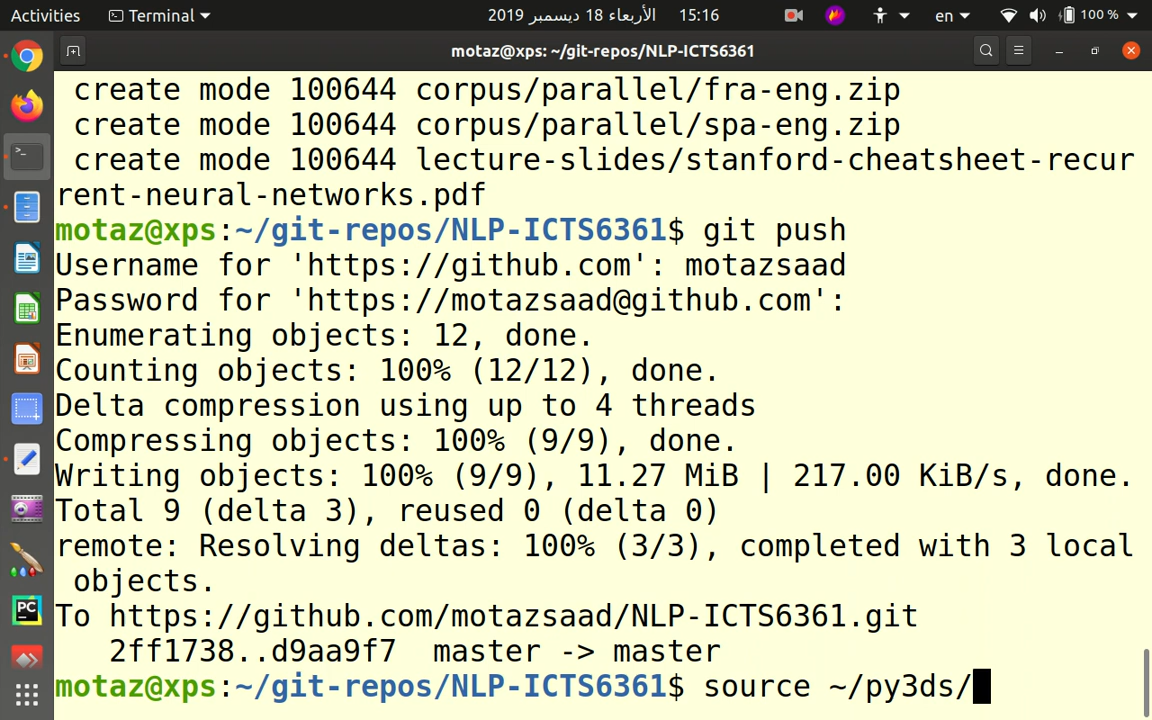 Activities
Terminal
الأربعاء 18 ديسمبر 2019 15:16
en
100 %
motaz@xps: ~/git-repos/NLP-ICTS6361
create mode 100644 corpus/parallel/fra-eng.zip
create mode 100644 corpus/parallel/spa-eng.zip
create mode 100644 lecture-slides/stanford-cheatsheet-recur
rent-neural-networks.pdf
motaz@xps:~/git-repos/NLP-ICTS6361$ git push
Username for 'https://github.com': motazsaad
Password for 'https://motazsaad@github.com':
Enumerating objects: 12, done.
Counting objects: 100% (12/12), done.
Delta compression using up to 4 threads
Compressing objects: 100% (9/9), done.
Writing objects: 100% (9/9), 11.27 MiB | 217.00 KiB/s, done.
Total 9 (delta 3), reused 0 (delta 0)
remote: Resolving deltas: 100% (3/3), completed with 3 local
objects.
To https://github.com/motazsaad/NLP-ICTS6361.git
2ff1738..d9aa9f7  master -> master
motaz@xps:~/git-repos/NLP-ICTS6361$ source ~/py3ds/
PC